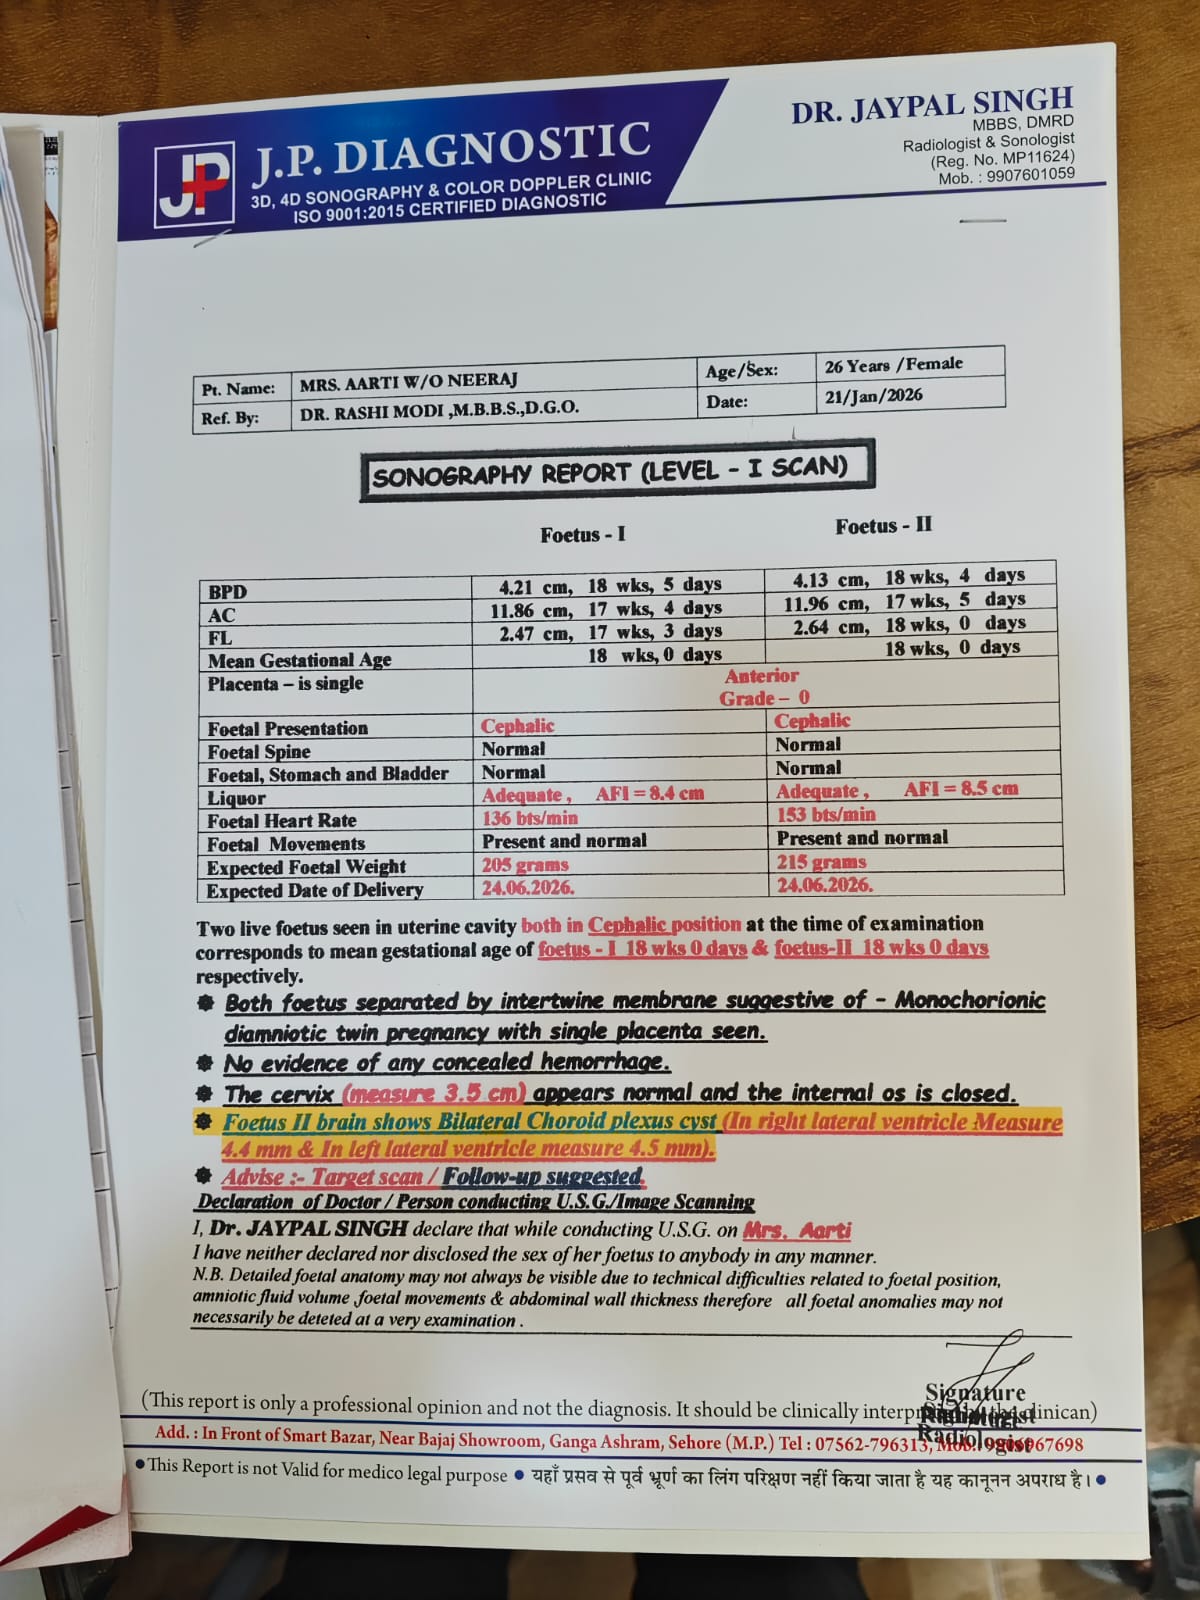 JP
J.P. DIAGNOSTIC
3D, 4D SONOGRAPHY & COLOR DOPPLER CLINIC
ISO 9001:2015 CERTIFIED DIAGNOSTIC
DR. JAYPAL SINGH
MBBS, DMRD
Radiologist & Sonologist
(Reg. No. MP11624)
Mob. : 9907601059
Pt. Name: MRS. AARTI W/O NEERAJ Age/Sex: 26 Years /Female
Ref. By: DR. RASHI MODI ,M.B.B.S.,D.G.O. Date: 21/Jan/2026
SONOGRAPHY REPORT (LEVEL - I SCAN)
Foetus - I Foetus - II
BPD 4.21 cm, 18 wks, 5 days 4.13 cm, 18 wks, 4 days
AC 11.86 cm, 17 wks, 4 days 11.96 cm, 17 wks, 5 days
FL 2.47 cm, 17 wks, 3 days 2.64 cm, 18 wks, 0 days
Mean Gestational Age 18 wks, 0 days 18 wks, 0 days
Placenta – is single Anterior
Grade – 0
Foetal Presentation Cephalic Cephalic
Foetal Spine Normal Normal
Foetal, Stomach and Bladder Normal Normal
Liquor Adequate , AFI = 8.4 cm Adequate , AFI = 8.5 cm
Foetal Heart Rate 136 bts/min 153 bts/min
Foetal Movements Present and normal Present and normal
Expected Foetal Weight 205 grams 215 grams
Expected Date of Delivery 24.06.2026. 24.06.2026.
Two live foetus seen in uterine cavity both in Cephalic position at the time of examination
corresponds to mean gestational age of foetus - I 18 wks 0 days & foetus-II 18 wks 0 days
respectively.
Both foetus separated by intertwine membrane suggestive of - Monochorionic
diamniotic twin pregnancy with single placenta seen.
No evidence of any concealed hemorrhage.
The cervix (measure 3.5 cm) appears normal and the internal os is closed.
Foetus II brain shows Bilateral Choroid plexus cyst (In right lateral ventricle Measure
4.4 mm & In left lateral ventricle measure 4.5 mm).
Advise :- Target scan / Follow-up suggested.
Declaration of Doctor / Person conducting U.S.G./Image Scanning
I, Dr. JAYPAL SINGH declare that while conducting U.S.G. on Mrs. Aarti
I have neither declared nor disclosed the sex of her foetus to anybody in any manner.
N.B. Detailed foetal anatomy may not always be visible due to technical difficulties related to foetal position,
amniotic fluid volume ,foetal movements & abdominal wall thickness therefore all foetal anomalies may not
necessarily be deteted at a very examination .
Signature
(This report is only a professional opinion and not the diagnosis. It should be clinically clinican)
Radiologist
Add. : In Front of Smart Bazar, Near Bajaj Showroom, Ganga Ashram, Sehore (M.P.) Tel : 07562-796313,
•This Report is not Valid for medico legal purpose • यहाँ प्रसव से पूर्व भ्रूण का लिंग परिक्षण नहीं किया जाता है यह कानूनन अपराध है। •